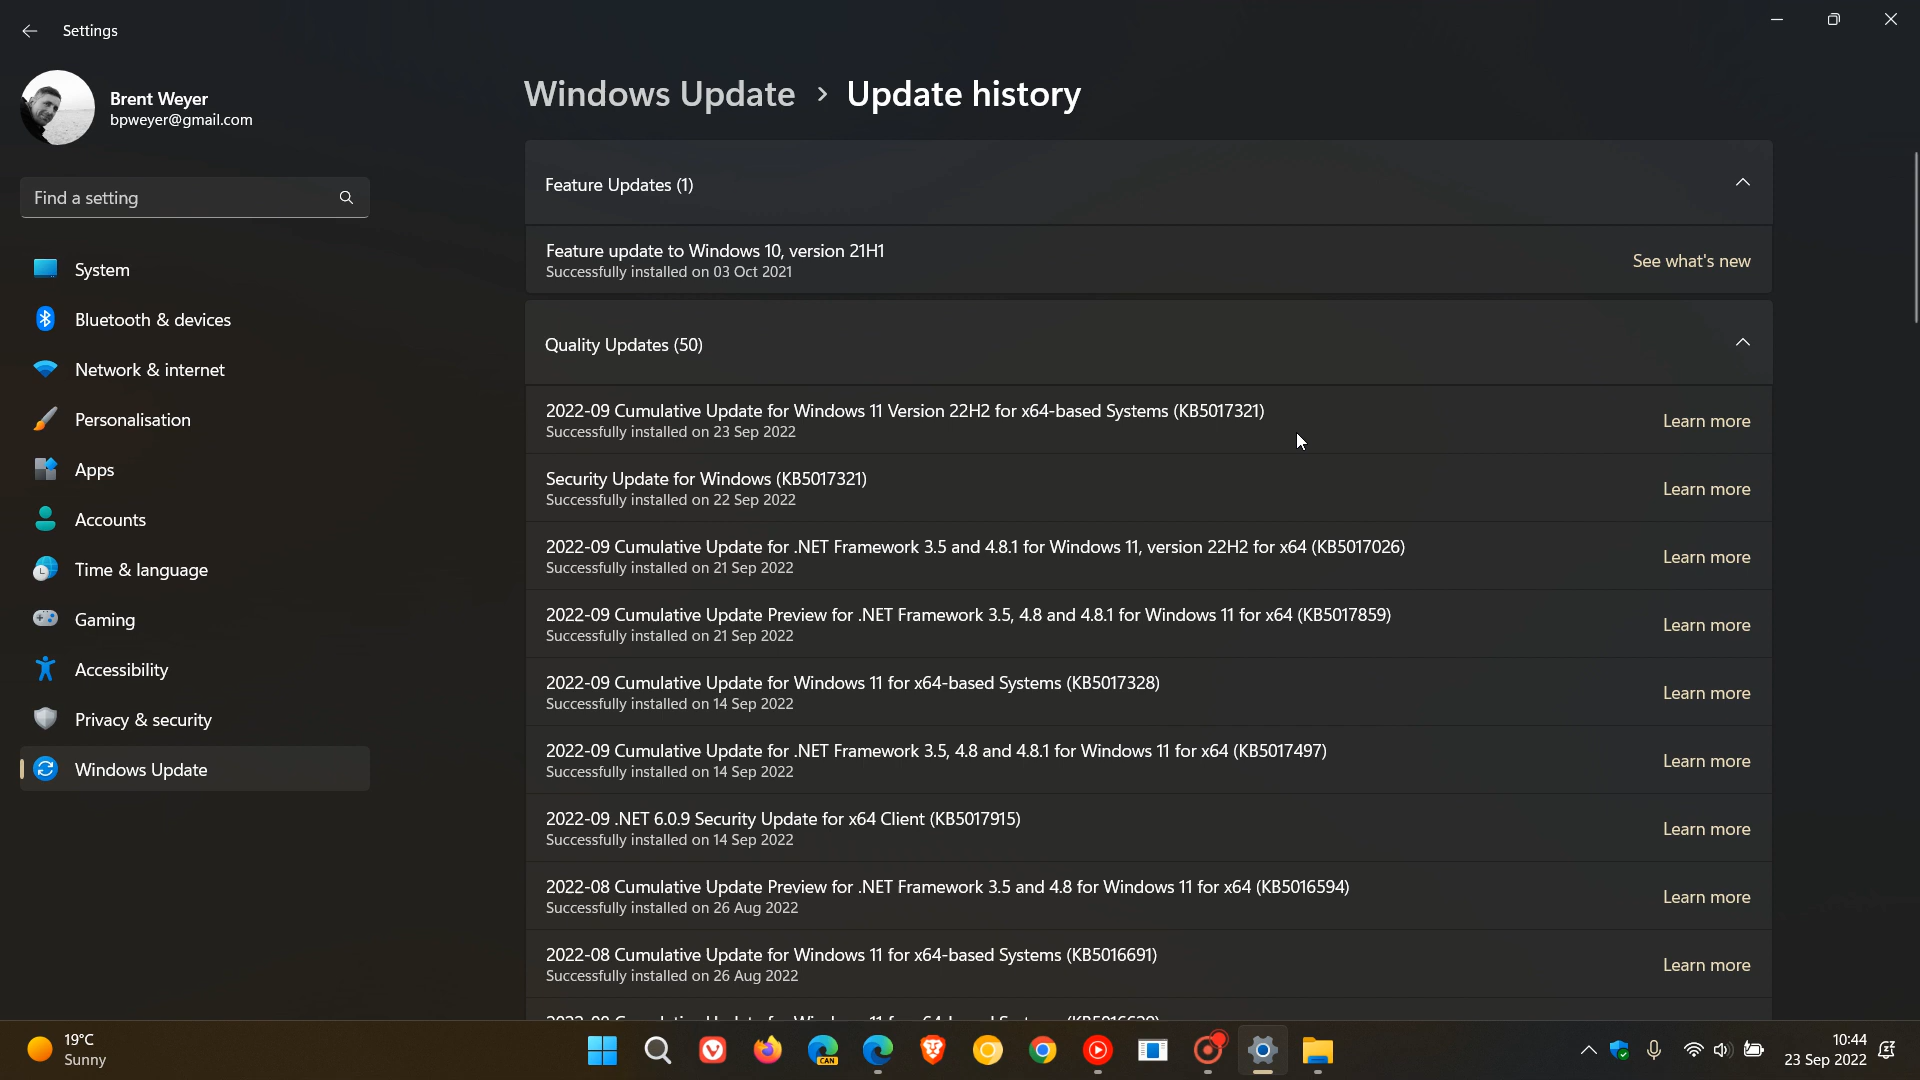 Settings
Brent Weyer
bpweyer@gmail.com
Find a setting
System
Bluetooth & devices
Network & internet
Personalisation
Apps
Accounts
Time & language
Gaming
Accessibility
Privacy & security
Windows Update
Windows Update > Update history
Feature Updates (1)
Feature update to Windows 10, version 21H1
Successfully installed on 03 Oct 2021
See what's new
Quality Updates (50)
2022-09 Cumulative Update for Windows 11 Version 22H2 for x64-based Systems (KB5017321)
Successfully installed on 23 Sep 2022
Learn more
Security Update for Windows (KB5017321)
Successfully installed on 22 Sep 2022
Learn more
2022-09 Cumulative Update for .NET Framework 3.5 and 4.8.1 for Windows 11, version 22H2 for x64 (KB5017026)
Successfully installed on 21 Sep 2022
Learn more
2022-09 Cumulative Update Preview for .NET Framework 3.5, 4.8 and 4.8.1 for Windows 11 for x64 (KB5017859)
Successfully installed on 21 Sep 2022
Learn more
2022-09 Cumulative Update for Windows 11 for x64-based Systems (KB5017328)
Successfully installed on 14 Sep 2022
Learn more
2022-09 Cumulative Update for .NET Framework 3.5, 4.8 and 4.8.1 for Windows 11 for x64 (KB5017497)
Successfully installed on 14 Sep 2022
Learn more
2022-09 .NET 6.0.9 Security Update for x64 Client (KB5017915)
Successfully installed on 14 Sep 2022
Learn more
2022-08 Cumulative Update Preview for .NET Framework 3.5 and 4.8 for Windows 11 for x64 (KB5016594)
Successfully installed on 26 Aug 2022
Learn more
2022-08 Cumulative Update for Windows 11 for x64-based Systems (KB5016691)
Successfully installed on 26 Aug 2022
Learn more
19°C
Sunny
CAN
10:44
23 Sep 2022